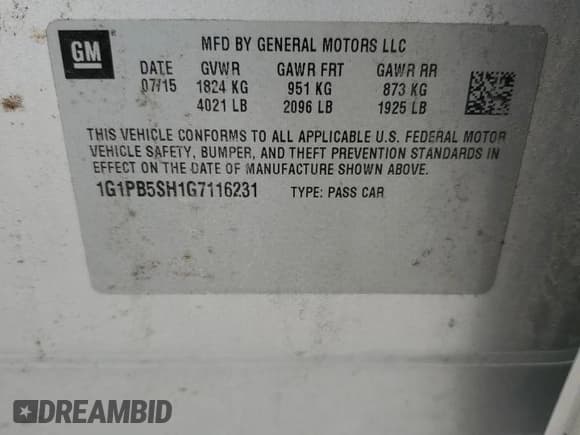 GM
MFD BY GENERAL MOTORS LLC
DATE GVWR GAWR FRT GAWR RR
07/15 1824 KG 951 KG 873 KG
4021 LB 2096 LB 1925 LB
THIS VEHICLE CONFORMS TO ALL APPLICABLE U.S. FEDERAL MOTOR
VEHICLE SAFETY, BUMPER, AND THEFT PREVENTION STANDARDS IN
EFFECT ON THE DATE OF MANUFACTURE SHOWN ABOVE.
1G1PB5SH1G7116231 TYPE: PASS CAR
DREAMBID